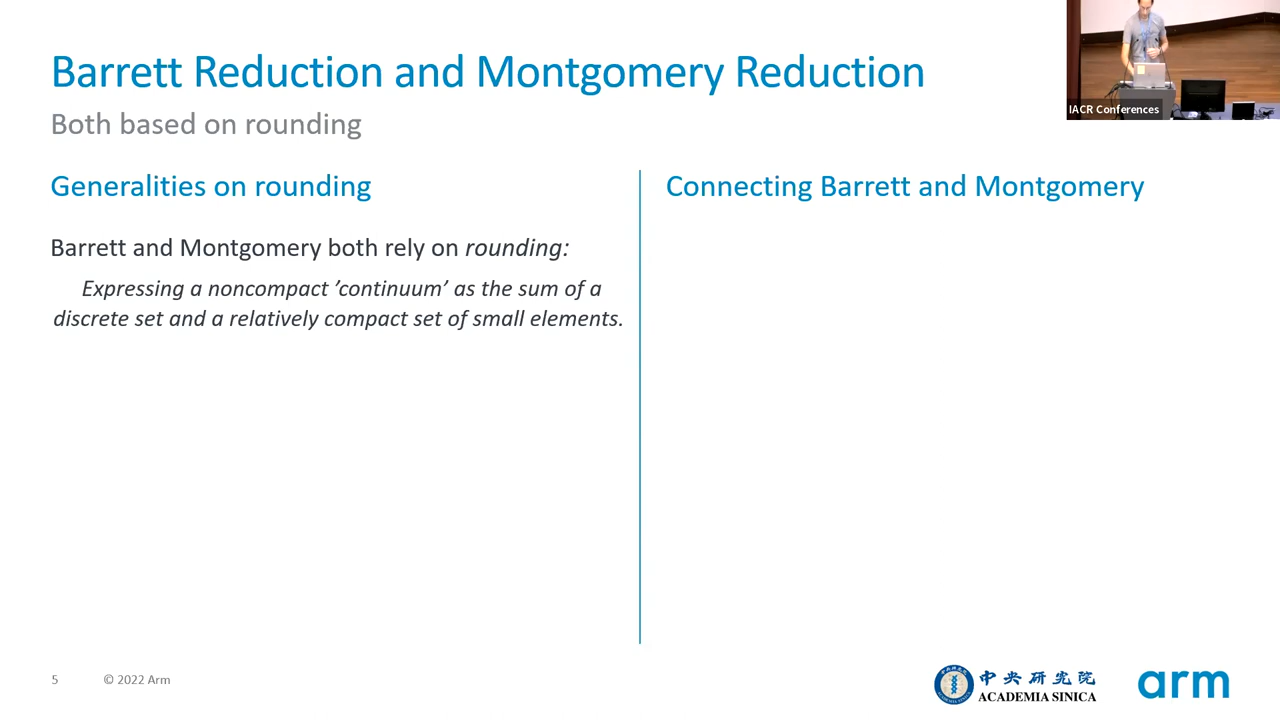 Barrett Reduction and Montgomery Reduction
Both based on rounding
IACR Conferences
Generalities on rounding
Barrett and Montgomery both rely on rounding:
Expressing a noncompact ’continuum’ as the sum of a
discrete set and a relatively compact set of small elements.
Connecting Barrett and Montgomery
5
© 2022 Arm
中央研究院
ACADEMIA SINICA
arm